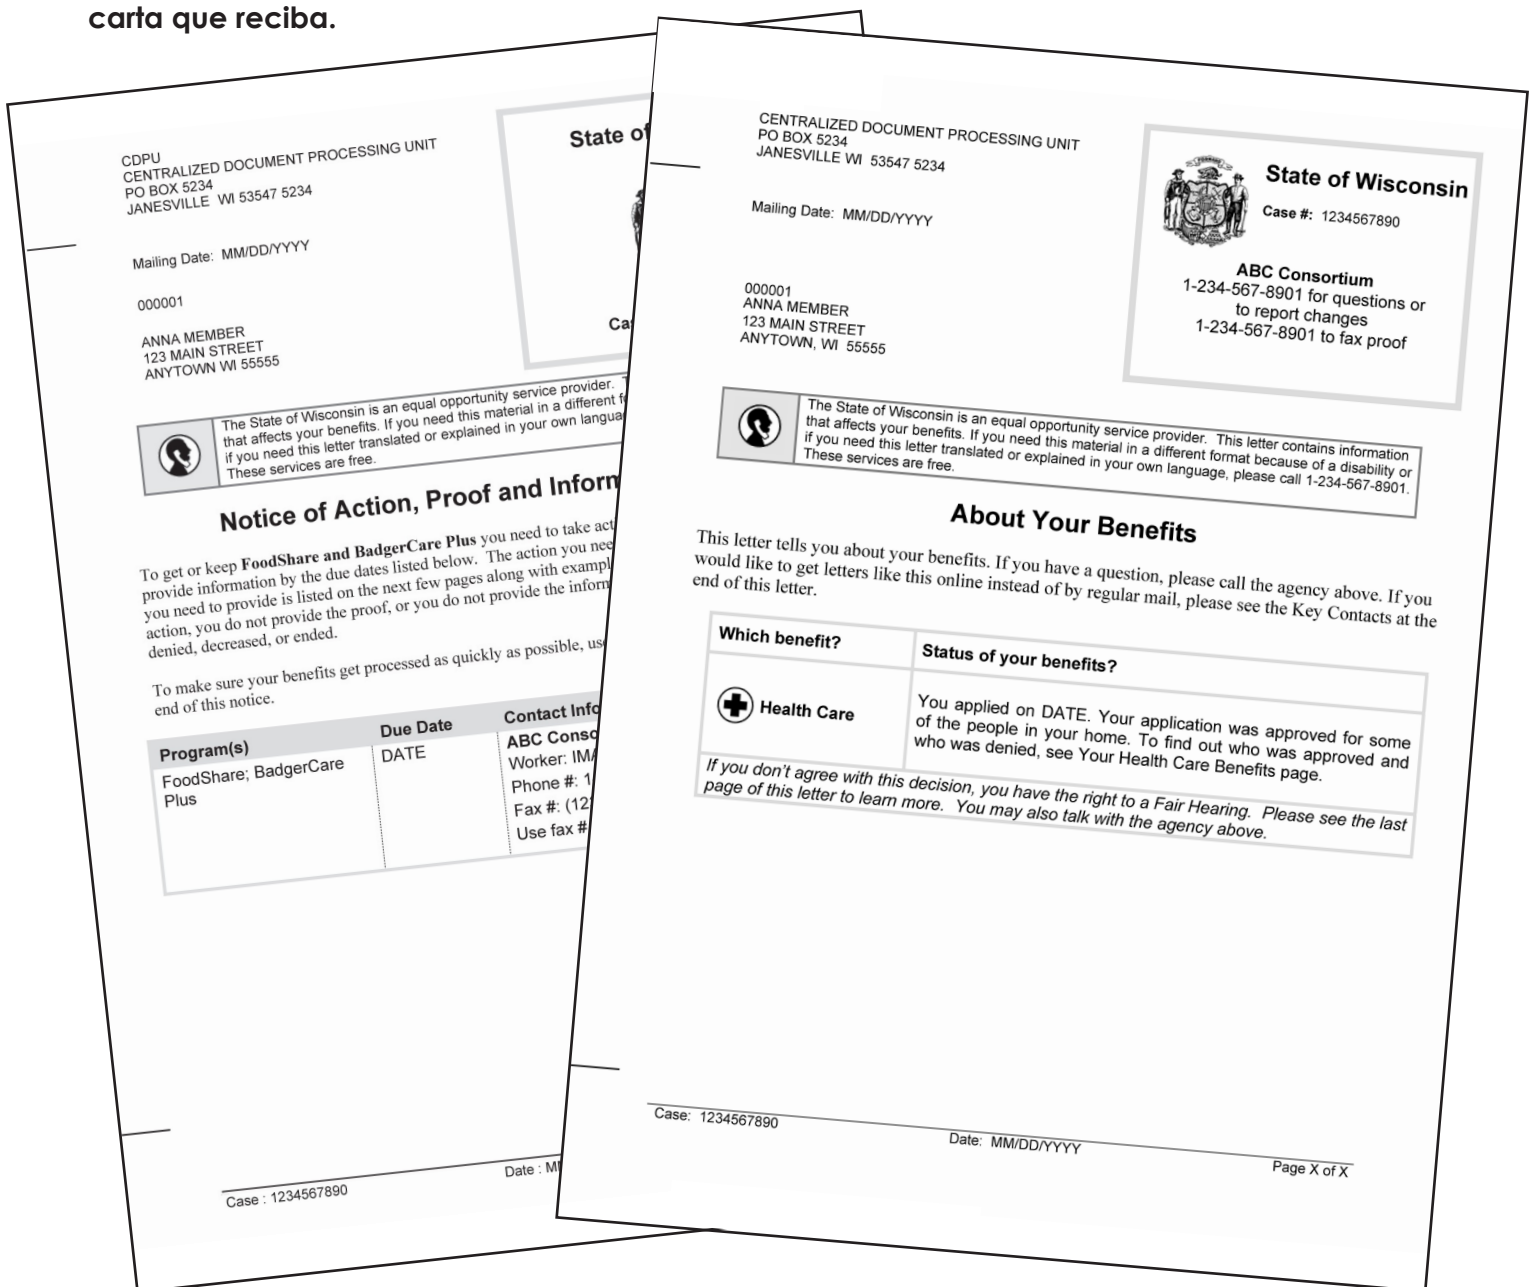 carta que reciba.
CDPU
CENTRALIZED DOCUMENT PROCESSING UNIT
PO BOX 5234
JANESVILLE WI 53547 5234
Mailing Date: MM/DD/YYYY
000001
ANNA MEMBER
123 MAIN STREET
ANYTOWN WI 55555
State of
The State of Wisconsin is an equal opportunity service provider.
that affects your benefits. If you need this material in a different
if you need this letter translated or explained in your own
These services are free.
Notice of Action, Proof and
To get or keep FoodShare and BadgerCare Plus you need to take
provide information by the due dates listed below. The action you
you need to provide is listed on the next few pages along with
action, you do not provide the proof, or you do not provide the
denied, decreased, or ended.
To make sure your benefits get processed as quickly as possible,
end of this notice.
Program(s)
Due Date
Contact
FoodShare; BadgerCare
Plus
DATE
ABC
Worker:
Phone #: 1
Fax #: (12
Use fax #
Case : 1234567890
Date :
CENTRALIZED DOCUMENT PROCESSING UNIT
PO BOX 5234
JANESVILLE WI 53547 5234
Mailing Date: MM/DD/YYYY
000001
ANNA MEMBER
123 MAIN STREET
ANYTOWN, WI 55555
State of Wisconsin
Case #: 1234567890
ABC Consortium
1-234-567-8901 for questions or
to report changes
1-234-567-8901 to fax proof
The State of Wisconsin is an equal opportunity service provider. This letter contains information
that affects your benefits. If you need this material in a different format because of a disability or
if you need this letter translated or explained in your own language, please call 1-234-567-8901.
These services are free.
About Your Benefits
This letter tells you about your benefits. If you have a question, please call the agency above. If you
would like to get letters like this online instead of by regular mail, please see the Key Contacts at the
end of this letter.
Which benefit?
Status of your benefits?
Health Care
You applied on DATE. Your application was approved for some
of the people in your home. To find out who was approved and
who was denied, see Your Health Care Benefits page.
If you don't agree with this decision, you have the right to a Fair Hearing. Please see the last
page of this letter to learn more. You may also talk with the agency above.
Case: 1234567890
Date: MM/DD/YYYY
Page X of X